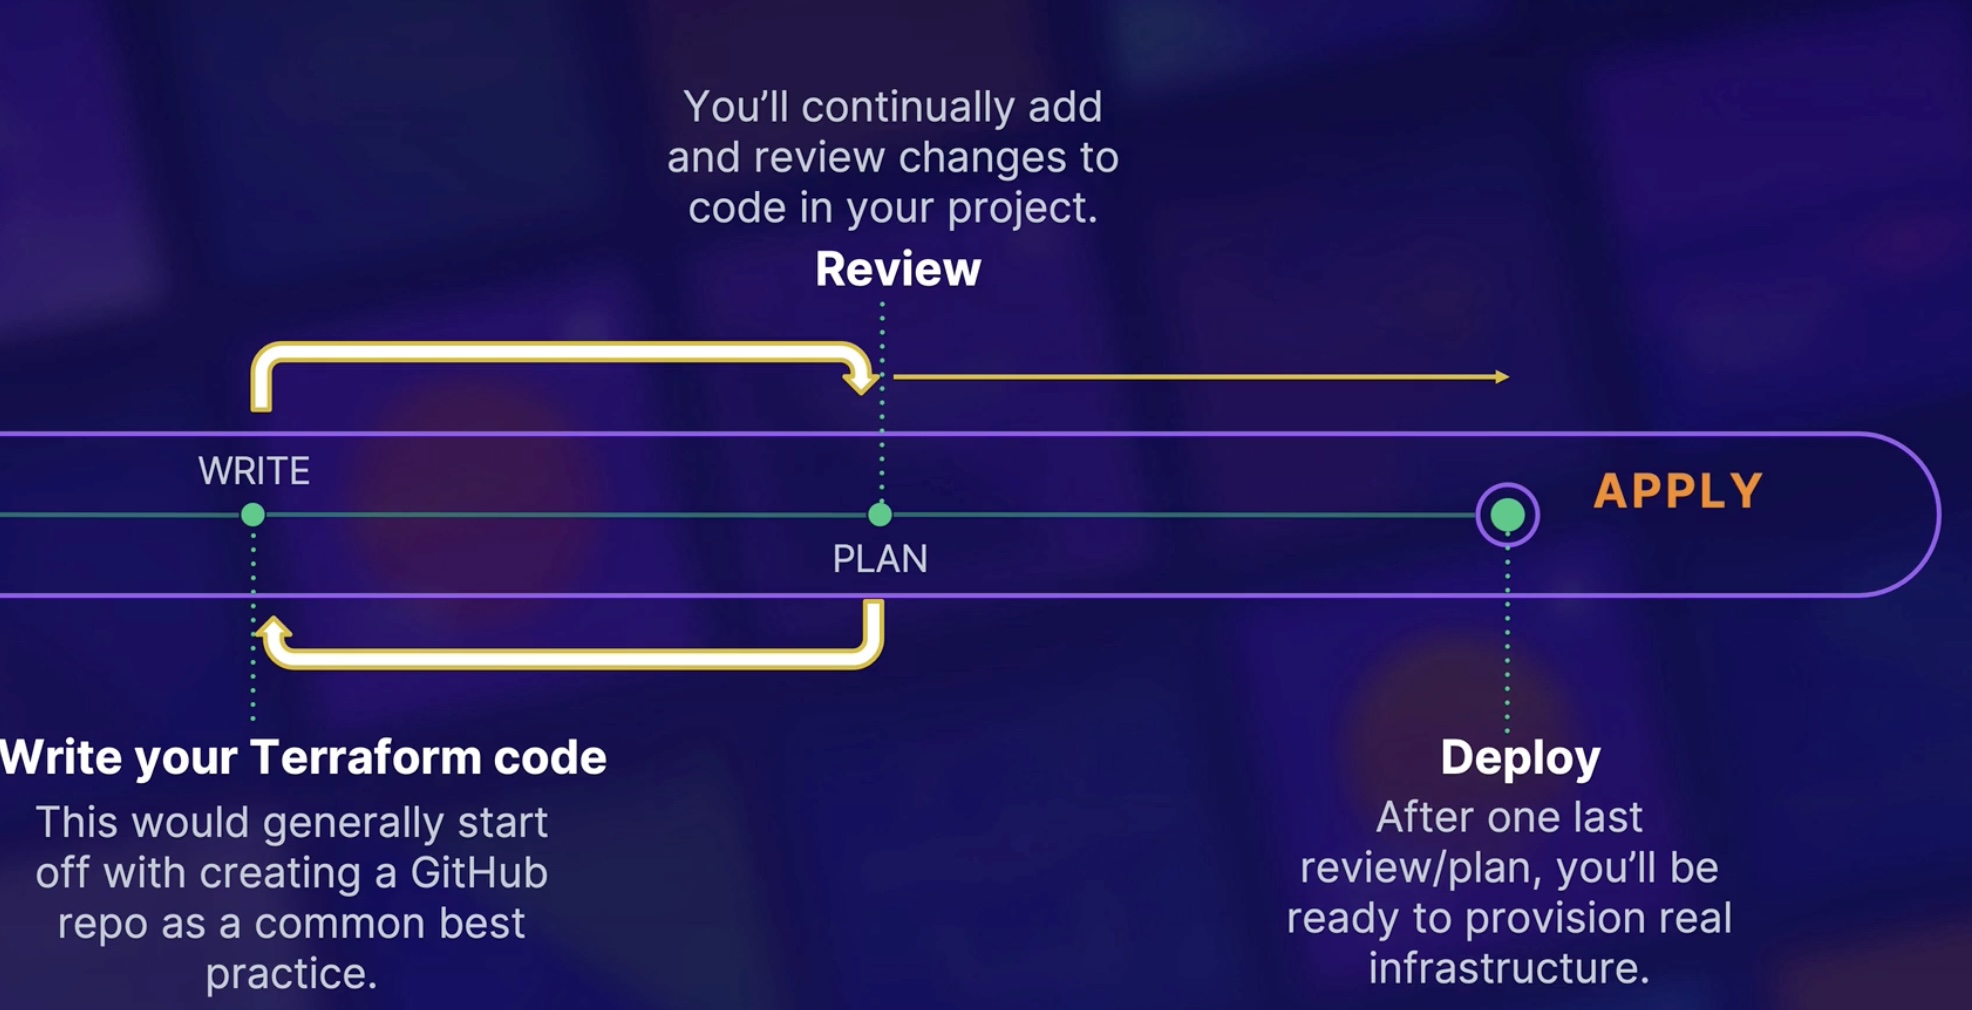 You’ll continually add
and review changes to
code in your project.
Review
WRITE
APPLY
PLAN
Write your Terraform code
This would generally start
off with creating a GitHub
repo as a common best
practice.
Deploy
After one last
review/plan, you’ll be
ready to provision real
infrastructure.